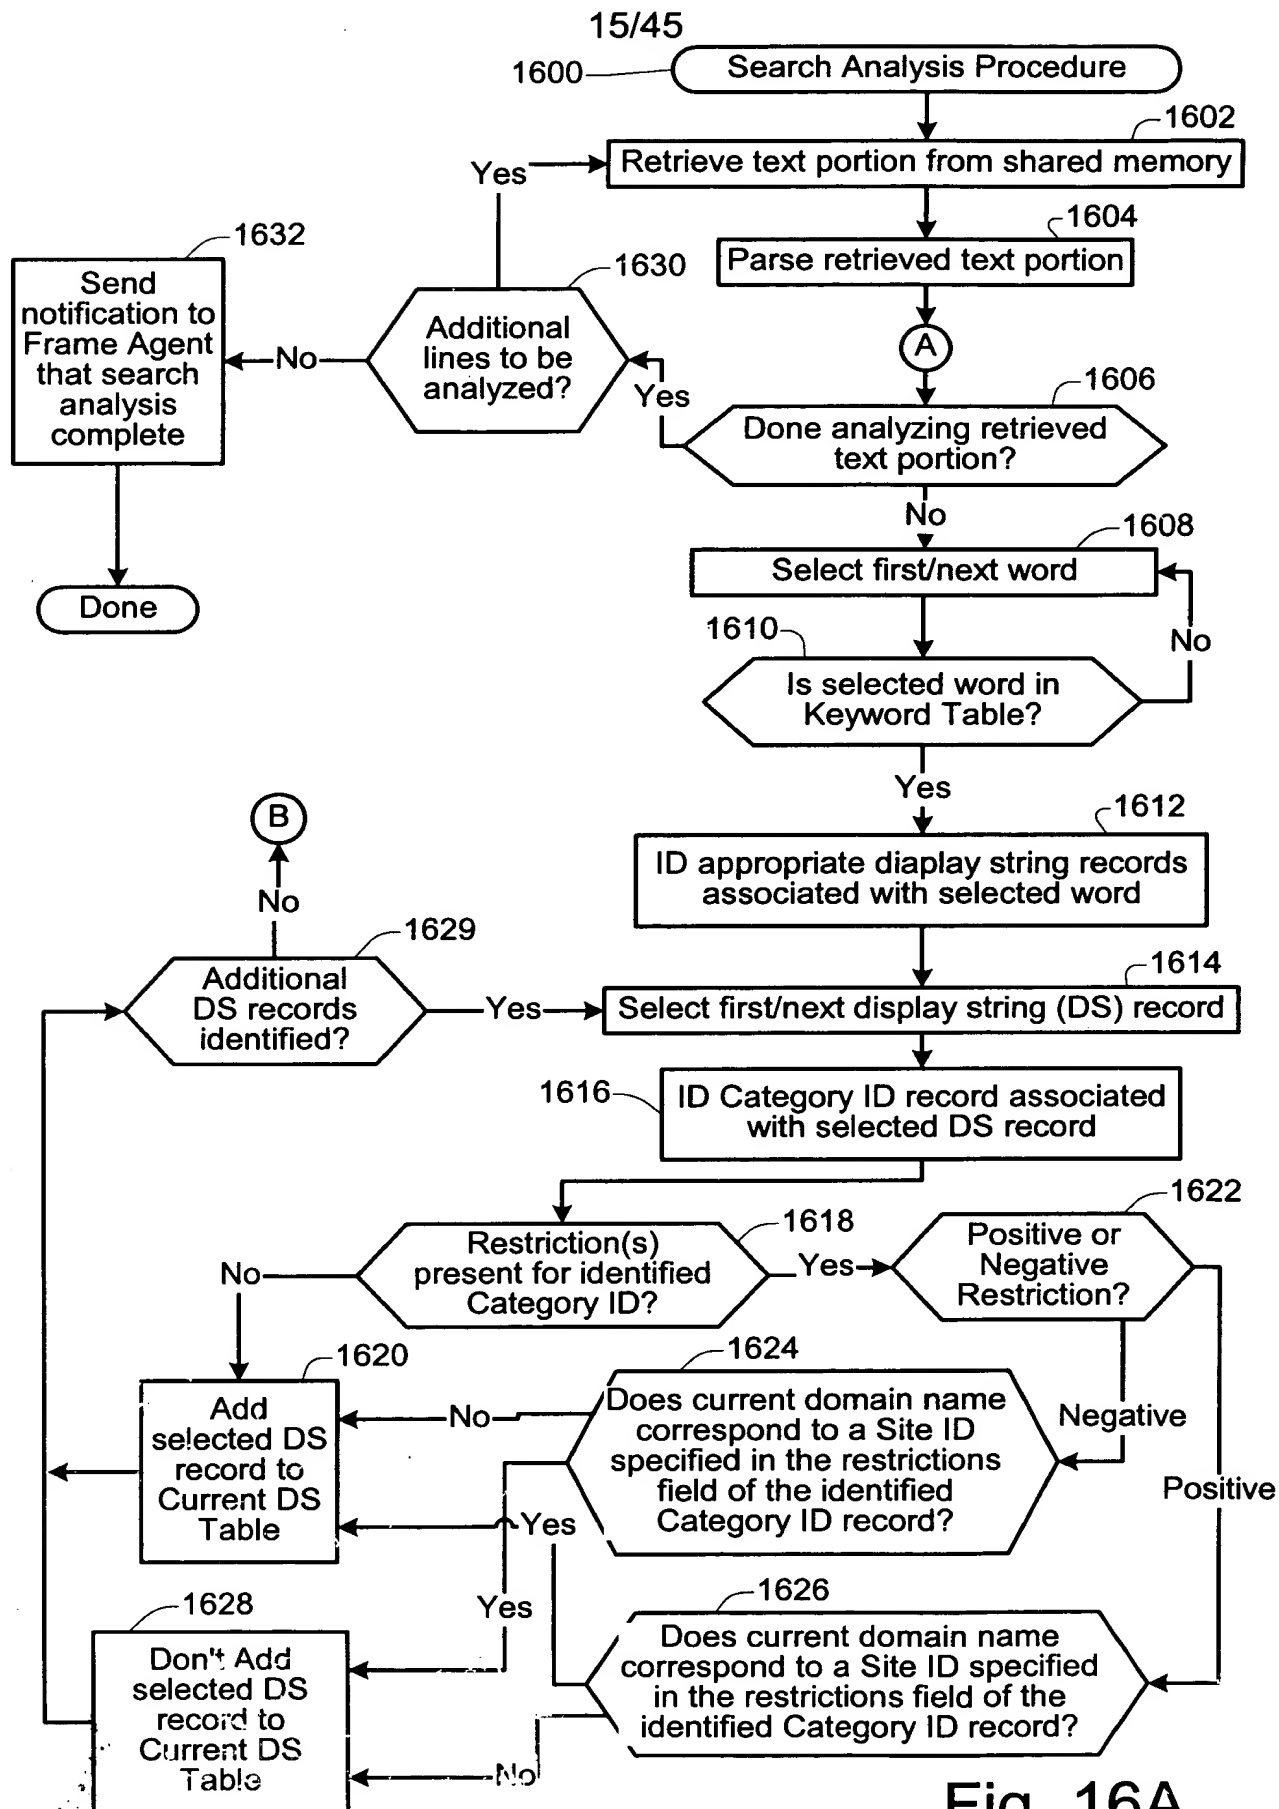 15/45
1600
Search Analysis Procedure
1602
Retrieve text portion from shared memory
Yes
1604
Parse retrieved text portion
1632
Send
notification to
Frame Agent
that search
analysis
complete
1630
Additional
lines to be
analyzed?
No
Yes
A
1606
Done analyzing retrieved
text portion?
No
1608
Select first/next word
Done
1610
Is selected word in
Keyword Table?
No
Yes
B
No
1612
ID appropriate diaplay string records
associated with selected word
1629
Additional
DS records
identified?
Yes
1614
Select first/next display string (DS) record
1616
ID Category ID record associated
with selected DS record
1618
Restriction(s)
present for identified
Category ID?
No
Yes
1622
Positive or
Negative
Restriction?
1620
Add
selected DS
record to
Current DS
Table
1624
Does current domain name
correspond to a Site ID
specified in the restrictions
field of the identified
Category ID record?
No
Negative
Positive
Yes
Yes
1628
Don't Add
selected DS
record to
Current DS
Table
1626
Does current domain name
correspond to a Site ID specified
in the restrictions field of the
identified Category ID record?
No
Fig. 16A